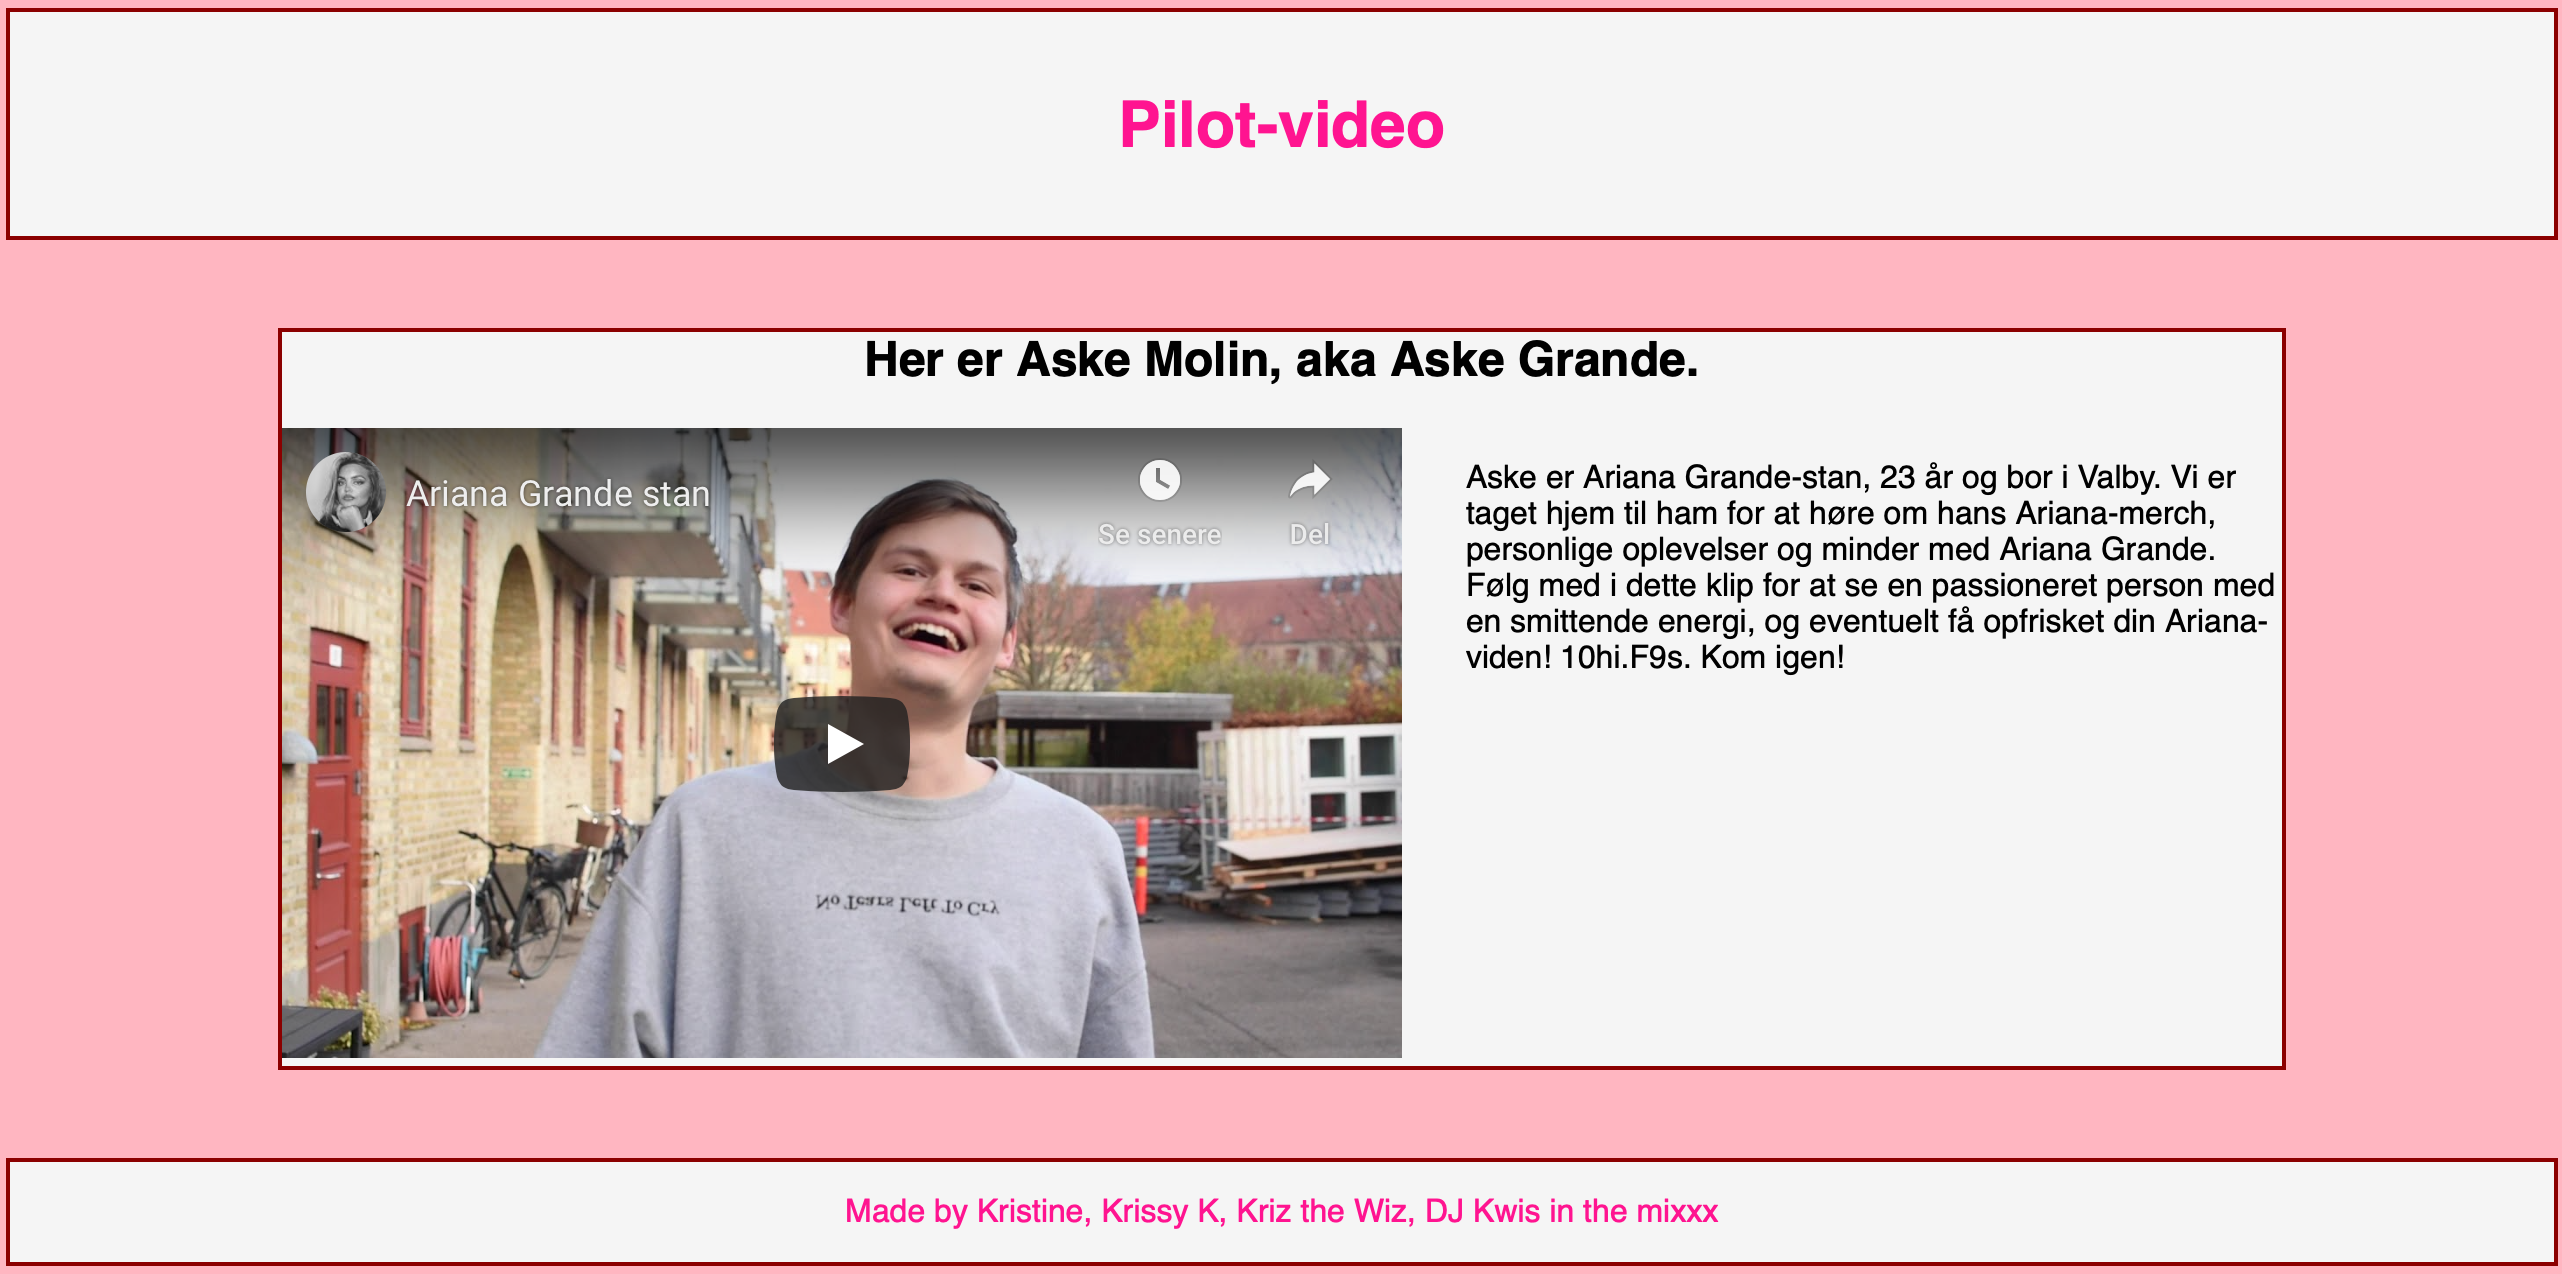 Pilot-video
Her er Aske Molin, aka Aske Grande.
Ariana Grande stan
Se senere
Del
No Tears Left To Cry
Aske er Ariana Grande-stan, 23 år og bor i Valby. Vi er
taget hjem til ham for at høre om hans Ariana-merch,
personlige oplevelser og minder med Ariana Grande.
Følg med i dette klip for at se en passioneret person med
en smittende energi, og eventuelt få opfrisket din Ariana-
viden! 10hi.F9s. Kom igen!
Made by Kristine, Krissy K, Kriz the Wiz, DJ Kwis in the mixxx